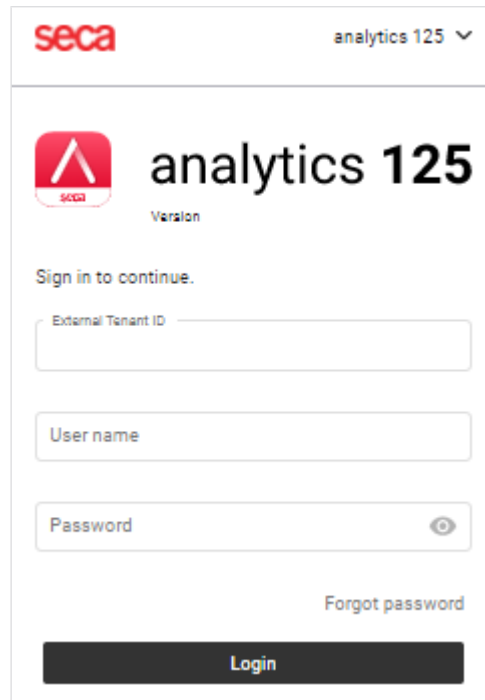 seca
analytics 125
seca
analytics 125
Version
Sign in to continue.
External Tenant ID
User name
Password
Forgot password
Login